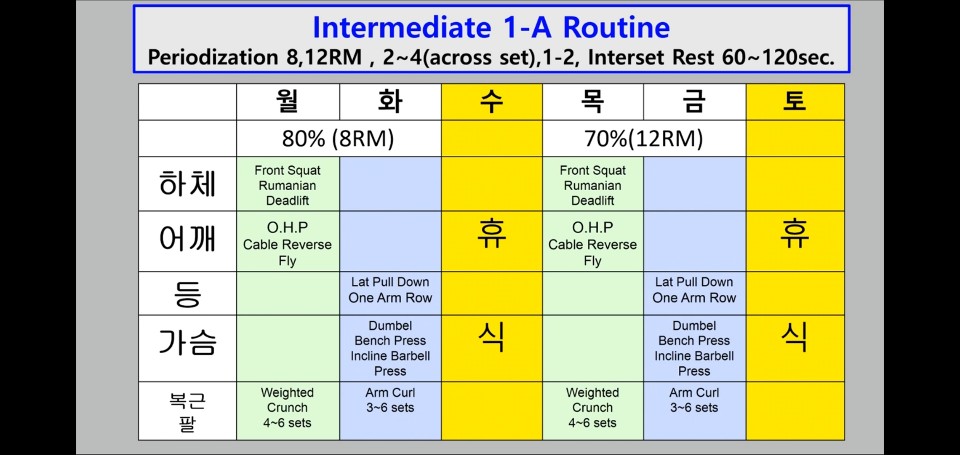 Intermediate 1-A Routine
Periodization 8,12RM , 2~4(across set),1-2, Interset Rest 60~120sec.
월 화 수 목 금 토
80% (8RM) 70%(12RM)
하체
Front Squat
Rumanian
Deadlift
Front Squat
Rumanian
Deadlift
어깨
O.H.P
Cable Reverse
Fly
휴
O.H.P
Cable Reverse
Fly
휴
등
Lat Pull Down
One Arm Row
Lat Pull Down
One Arm Row
가슴
Dumbel
Bench Press
Incline Barbell
Press
식
Dumbel
Bench Press
Incline Barbell
Press
식
복근
팔
Weighted
Crunch
4~6 sets
Arm Curl
3~6 sets
Weighted
Crunch
4~6 sets
Arm Curl
3~6 sets